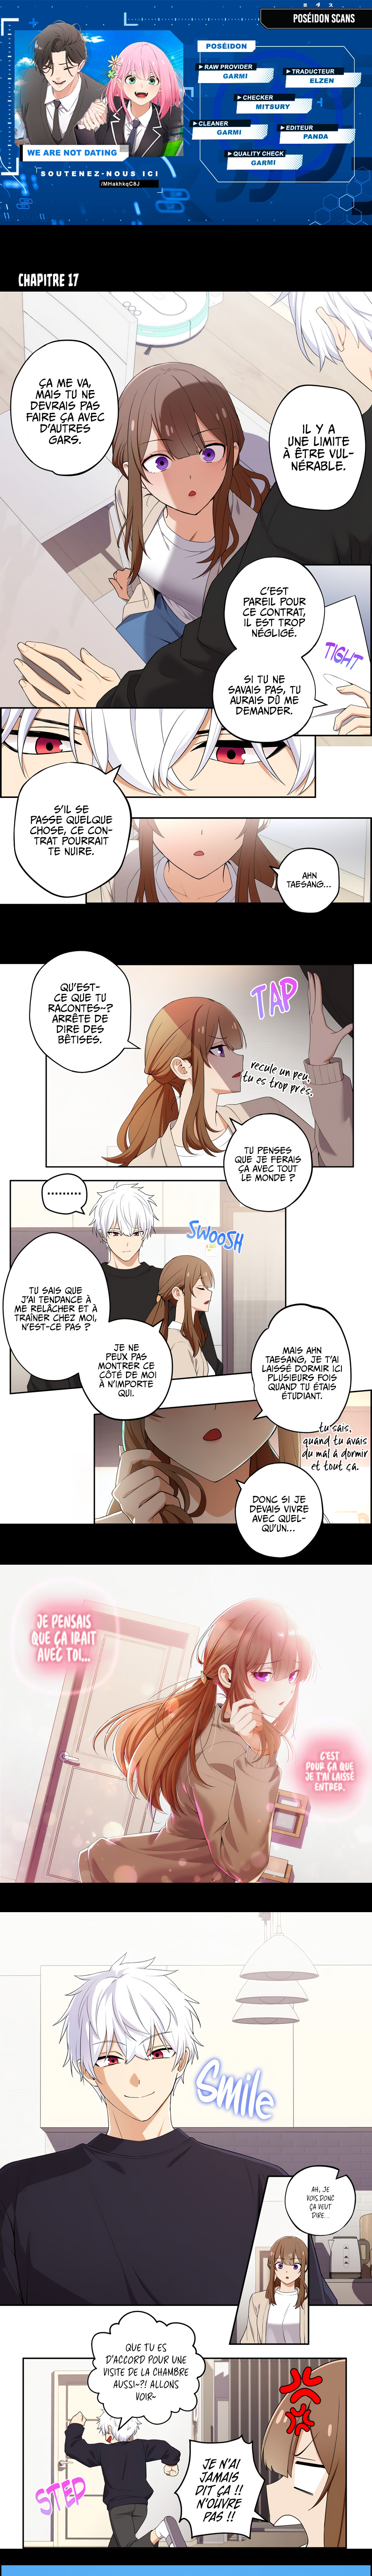 POSÉIDON SCANS
POSÉIDON
▶ RAW PROVIDER
GARMI
▶ TRADUCTEUR
ELZEN
▶ CHECKER
MITSURY
▶ CLEANER
GARMI
▶ EDITEUR
PANDA
▶ QUALITY CHECK
GARMI
WE ARE NOT DATING
SOUTENEZ-NOUS ICI
/MHakhkqC8J
CHAPITRE 17
ÇA ME VA,
MAIS TU NE
DEVRAIS PAS
FAIRE ÇA AVEC
D'AUTRES
GARS.
IL Y A
UNE LIMITE
À ÊTRE VUL-
NÉRABLE.
C'EST
PAREIL POUR
CE CONTRAT,
IL EST TROP
NÉGLIGÉ.
TIGHT
SI TU NE
SAVAIS PAS, TU
AURAIS DÛ ME
DEMANDER.
S'IL SE
PASSE QUELQUE
CHOSE, CE CON-
TRAT POURRAIT
TE NUIRE.
AHN
TAESANG...
QU'EST-
CE QUE TU
RACONTES~?
ARRÊTE DE
DIRE DES
BÊTISES.
TAP
recule un peu,
tu es trop près.
TU PENSES
QUE JE FERAIS
ÇA AVEC TOUT
LE MONDE ?
.........
SWOOSH
TU SAIS QUE
J'AI TENDANCE À
ME RELÂCHER ET À
TRAÎNER CHEZ MOI,
N'EST-CE PAS ?
JE NE
PEUX PAS
MONTRER CE
CÔTÉ DE MOI
À N'IMPORTE
QUI.
MAIS AHN
TAESANG, JE T'AI
LAISSÉ DORMIR ICI
PLUSIEURS FOIS
QUAND TU ÉTAIS
ÉTUDIANT.
tu sais,
quand tu avais
du mal à dormir
et tout ça.
DONC SI JE
DEVAIS VIVRE
AVEC QUEL-
QU'UN...
JE PENSAIS
QUE ÇA IRAIT
AVEC TOI...
C'EST
POUR ÇA QUE
JE T'AI LAISSÉ
ENTRER.
Smile
AH, JE
VOIS.DONC
ÇA VEUT
DIRE...
QUE TU ES
D'ACCORD POUR UNE
VISITE DE LA CHAMBRE
AUSSI~?! ALLONS
VOIR~
STEP
JE N'AI
JAMAIS
DIT ÇA !!
N'OUVRE
PAS !!